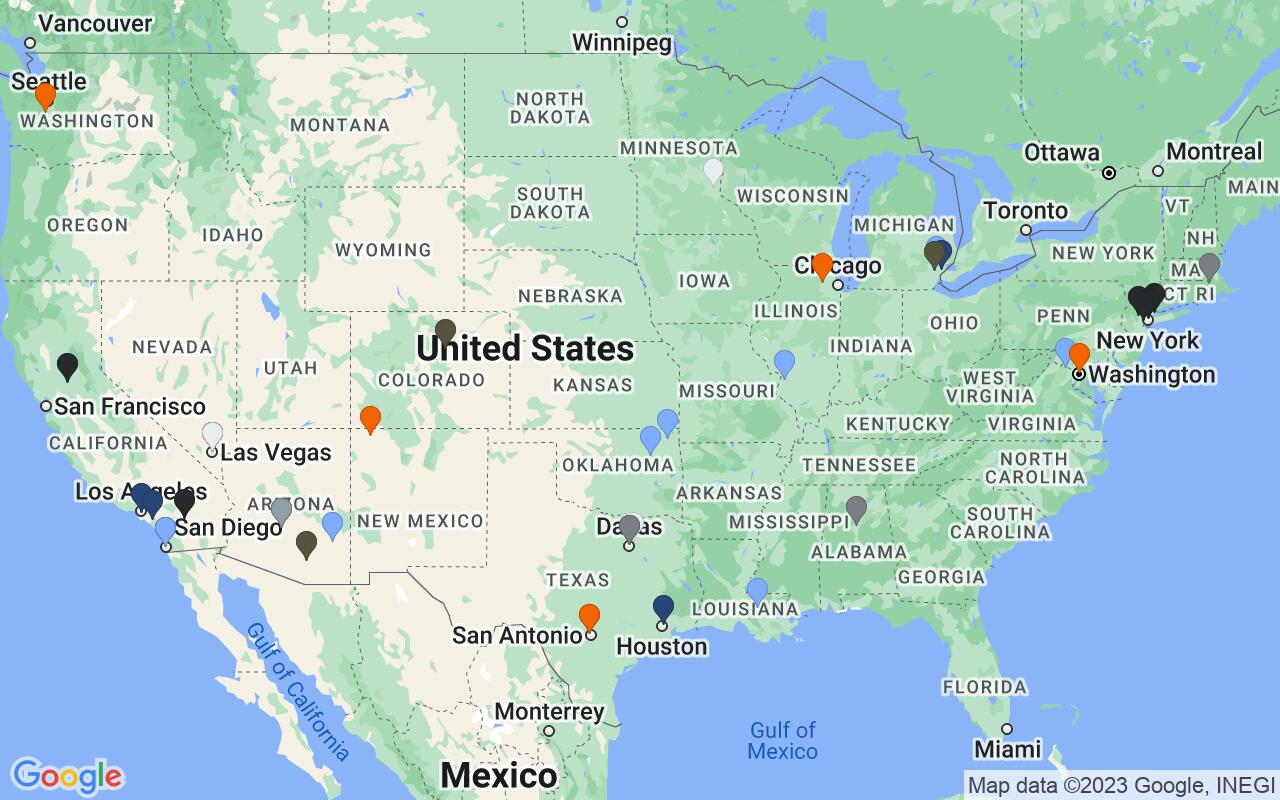 Vancouver
Winnipeg
Seattle
WASHINGTON
MONTANA
NORTH
DAKOTA
MINNESOTA
Ottawa
Montreal
MAIN
VT
OREGON
IDAHO
SOUTH
DAKOTA
WISCONSIN
MICHIGAN
Toronto
NH
WYOMING
NEW YORK
MA
Chicago
IOWA
NEBRASKA
ILLINOIS
CT RI
PENN
OHIO
NEVADA
UTAH
United States
COLORADO
KANSAS
MISSOURI
INDIANA
New York
WEST
VIRGINIA
Washington
San Francisco
CALIFORNIA
KENTUCKY
VIRGINIA
Las Vegas
OKLAHOMA
TENNESSEE
NORTH
CAROLINA
Los Angeles
ARIZONA
ARKANSAS
San Diego
NEW MEXICO
Dallas
MISSISSIPPI
SOUTH
CAROLINA
ALABAMA
TEXAS
GEORGIA
LOUISIANA
San Antonio
Houston
Gulf of California
FLORIDA
Monterrey
Gulf of
Mexico
Miami
Mexico
Google
Map data ©2023 Google, INEGI